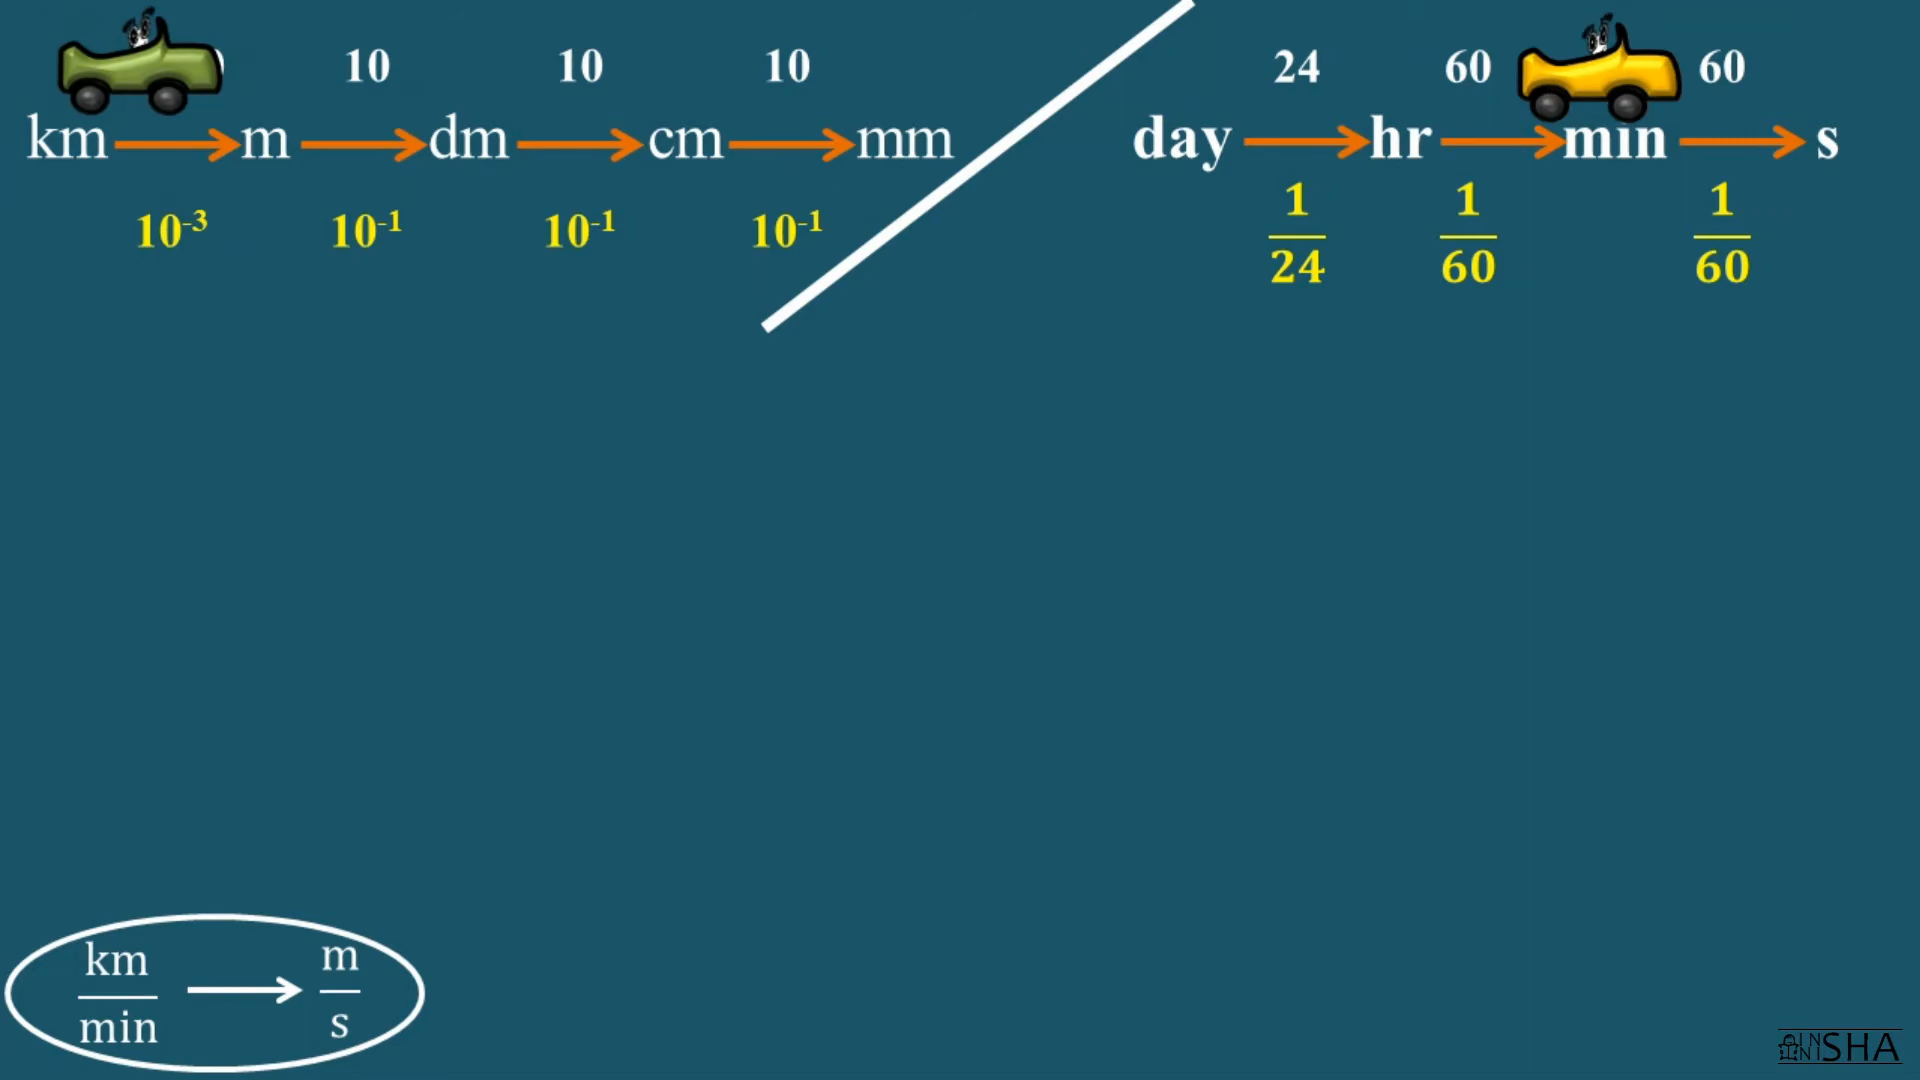 10 10 10
km m dm cm mm
10⁻³ 10⁻¹ 10⁻¹ 10⁻¹
24 60 60
day hr min s
1/24 1/60 1/60
km/min m/s
SHA